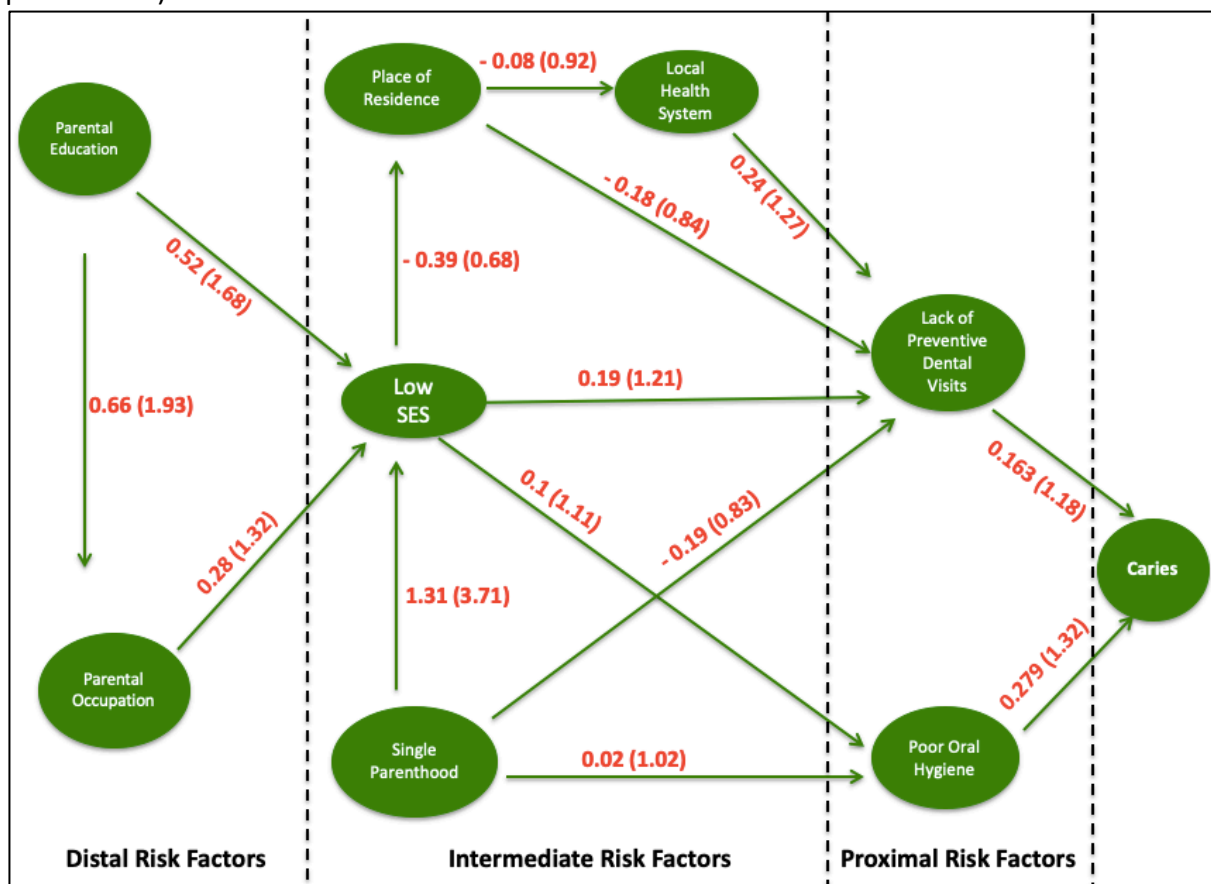 - 0.08 (0.92)
Place of
Residence
Local
Health
System
Parental
Education
0.24 (1.27)
- 0.18 (0.84)
0.52 (1.68)
- 0.39 (0.68)
Lack of
Preventive
Dental
Visits
Low
SES
0.19 (1.21)
0.66 (1.93)
0.163 (1.18)
0.1 (1.11)
- 0.19 (0.83)
0.28 (1.32)
Caries
1.31 (3.71)
0.279 (1.32)
Parental
Occupation
Single
Parenthood
0.02 (1.02)
Poor Oral
Hygiene
Distal Risk Factors
Intermediate Risk Factors
Proximal Risk Factors